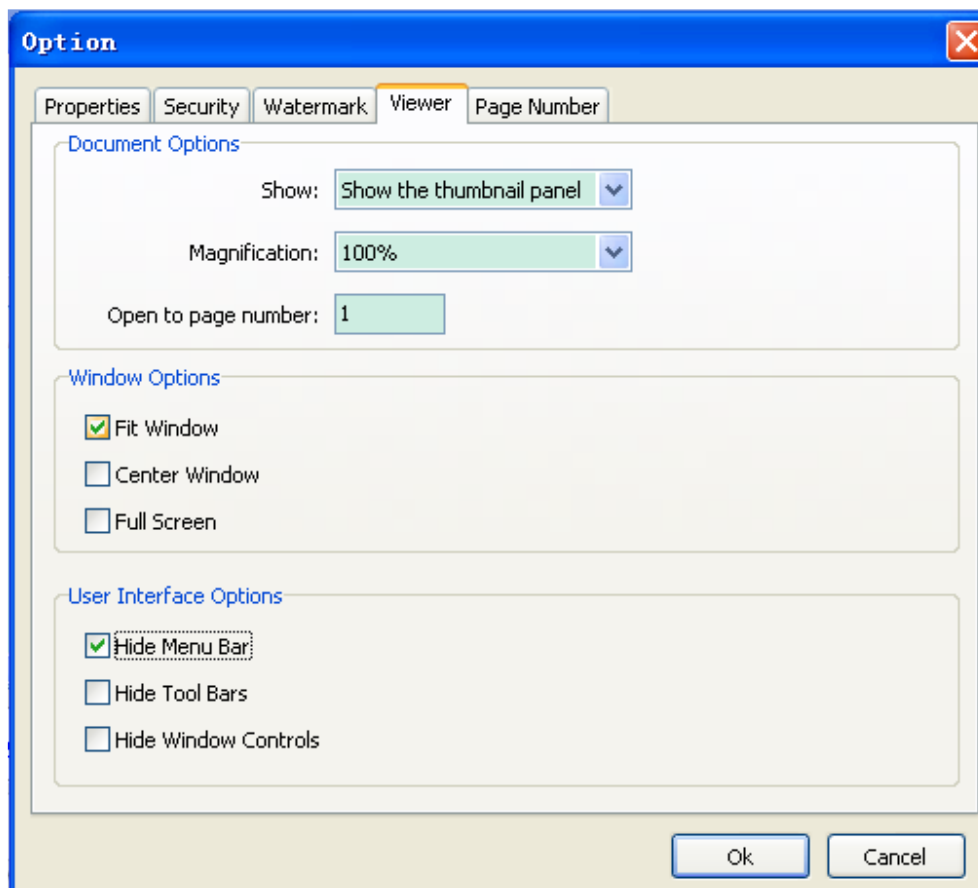 Option
Properties Security Watermark Viewer Page Number
Document Options
Show: Show the thumbnail panel
Magnification: 100%
Open to page number: 1
Window Options
Fit Window
Center Window
Full Screen
User Interface Options
Hide Menu Bar
Hide Tool Bars
Hide Window Controls
Ok Cancel